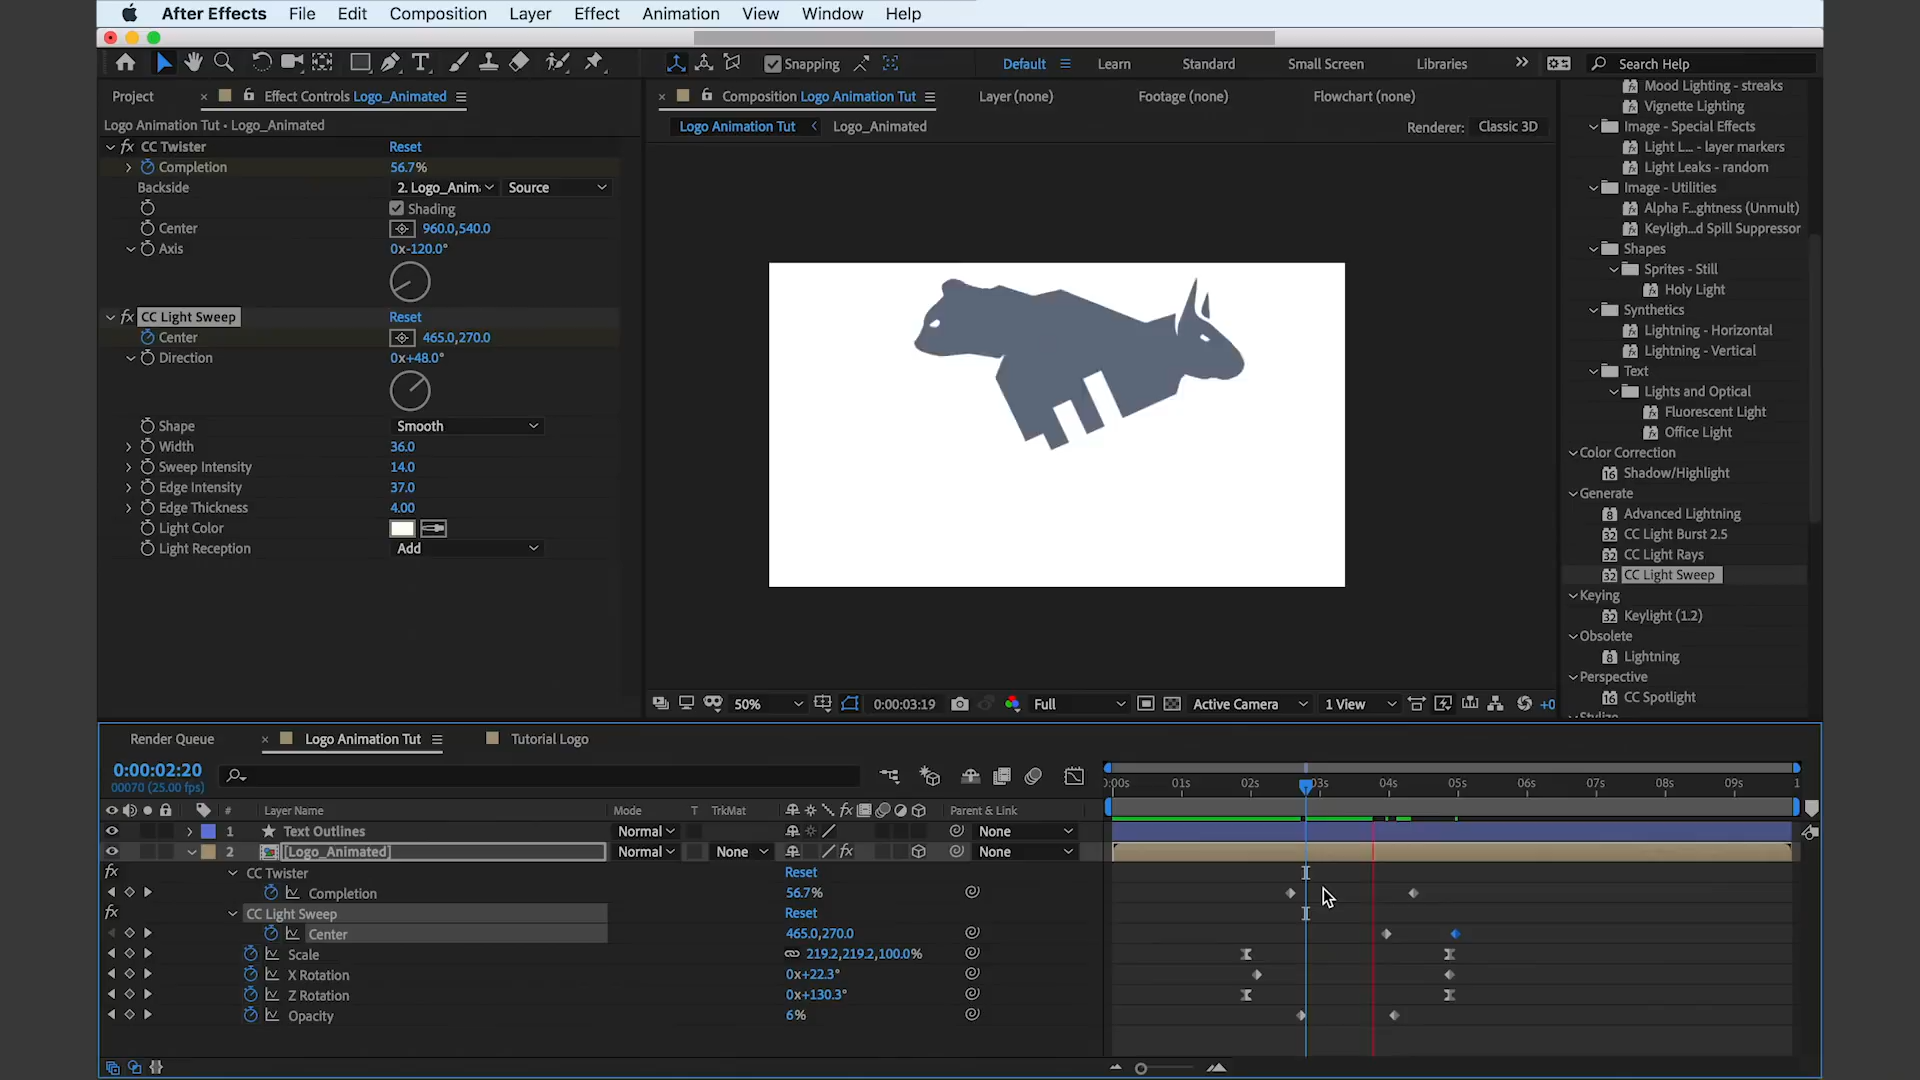 After Effects File Edit Composition Layer Effect Animation View Window Help
Snapping Default Learn Standard Small Screen Libraries Search Help
Project Effect Controls Logo_Animated
Logo Animation Tut • Logo_Animated
CC Twister Reset
Completion 56.7%
Backside 2. Logo_Anim Source
Shading
Center 960.0,540.0
Axis 0x-120.0°
CC Light Sweep Reset
Center 465.0,270.0
Direction 0x+48.0°
Shape Smooth
Width 36.0
Sweep Intensity 14.0
Edge Intensity 37.0
Edge Thickness 4.00
Light Color
Light Reception Add
Composition Logo Animation Tut Layer (none) Footage (none) Flowchart (none)
Logo Animation Tut Logo_Animated Renderer: Classic 3D
50% 0:00:03:19 Full Active Camera 1 View +0
Mood Lighting - streaks
Vignette Lighting
Image - Special Effects
Light L... - layer markers
Light Leaks - random
Image - Utilities
Alpha F...ghtness (Unmult)
Keyligh...d Spill Suppressor
Shapes
Sprites - Still
Holy Light
Synthetics
Lightning - Horizontal
Lightning - Vertical
Text
Lights and Optical
Fluorescent Light
Office Light
Color Correction
16 Shadow/Highlight
Generate
8 Advanced Lightning
32 CC Light Burst 2.5
32 CC Light Rays
32 CC Light Sweep
Keying
32 Keylight (1.2)
Obsolete
8 Lightning
Perspective
16 CC Spotlight
Stylize
Render Queue Logo Animation Tut Tutorial Logo
0:00:02:20
00070 (25.00 fps)
:00s 01s 02s 03s 04s 05s 06s 07s 08s 09s 1
# Layer Name Mode T TrkMat Parent & Link
1 Text Outlines Normal None
2 [Logo_Animated] Normal None None
CC Twister Reset
Completion 56.7%
CC Light Sweep Reset
Center 465.0,270.0
Scale 219.2,219.2,100.0%
X Rotation 0x+22.3°
Z Rotation 0x+130.3°
Opacity 6%